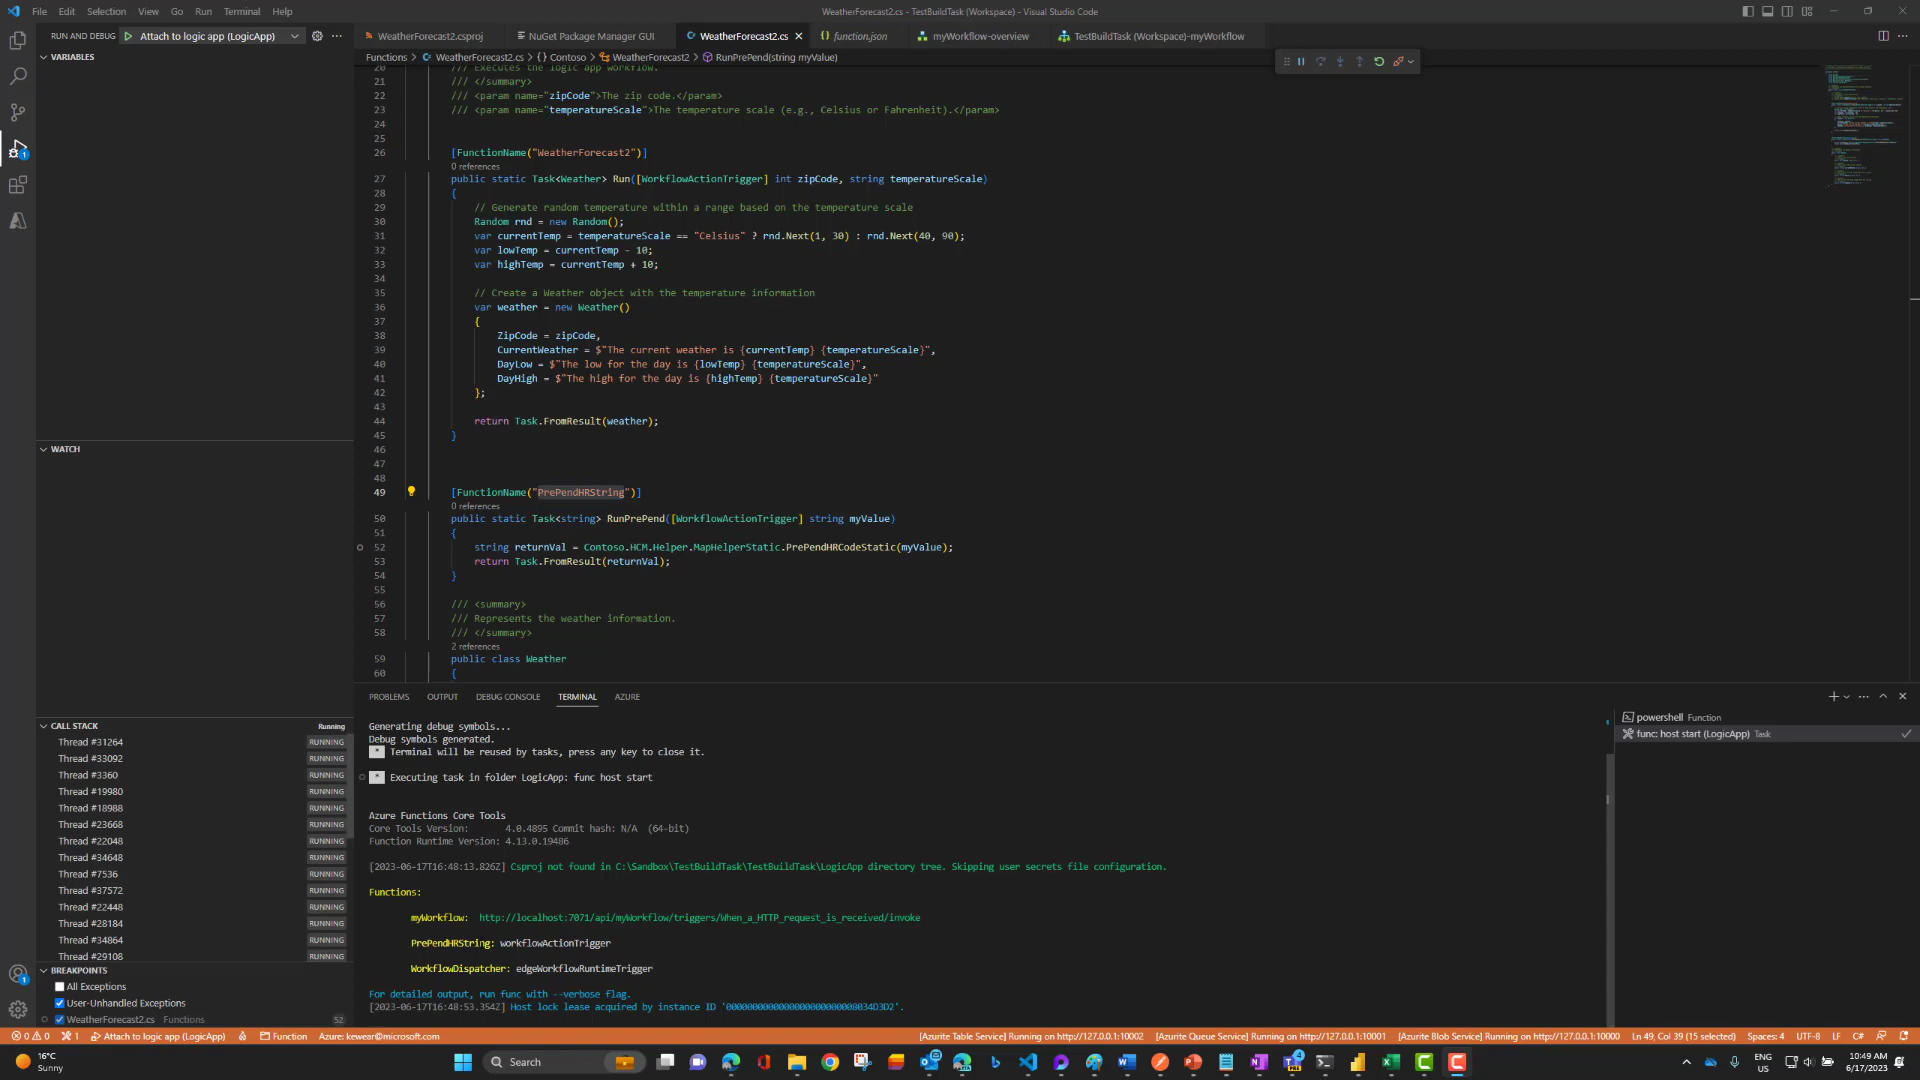 File Edit Selection View Go Run Terminal Help
WeatherForecast2.cs - TestBuildTask (Workspace) - Visual Studio Code
RUN AND DEBUG Attach to logic app (LogicApp)
WeatherForecast2.csproj NuGet Package Manager GUI WeatherForecast2.cs function.json myWorkflow-overview TestBuildTask (Workspace)-myWorkflow
VARIABLES
Functions > WeatherForecast2.cs > {} Contoso > WeatherForecast2 > RunPrePend(string myValue)
20 /// Executes the logic app workflow.
21 /// </summary>
22 /// <param name="zipCode">The zip code.</param>
23 /// <param name="temperatureScale">The temperature scale (e.g., Celsius or Fahrenheit).</param>
24
25
26 [FunctionName("WeatherForecast2")]
0 references
27 public static Task<Weather> Run([WorkflowActionTrigger] int zipCode, string temperatureScale)
28 {
29 // Generate random temperature within a range based on the temperature scale
30 Random rnd = new Random();
31 var currentTemp = temperatureScale == "Celsius" ? rnd.Next(1, 30) : rnd.Next(40, 90);
32 var lowTemp = currentTemp - 10;
33 var highTemp = currentTemp + 10;
34
35 // Create a Weather object with the temperature information
36 var weather = new Weather()
37 {
38 ZipCode = zipCode,
39 CurrentWeather = $"The current weather is {currentTemp} {temperatureScale}",
40 DayLow = $"The low for the day is {lowTemp} {temperatureScale}",
41 DayHigh = $"The high for the day is {highTemp} {temperatureScale}"
42 };
43
44 return Task.FromResult(weather);
45 }
46
47
48
49 [FunctionName("PrePendHRString")]
0 references
50 public static Task<string> RunPrePend([WorkflowActionTrigger] string myValue)
51 {
52 string returnVal = Contoso.HCM.Helper.MapHelperStatic.PrePendHRCodeStatic(myValue);
53 return Task.FromResult(returnVal);
54 }
55
56 /// <summary>
57 /// Represents the weather information.
58 /// </summary>
2 references
59 public class Weather
60 {
WATCH
CALL STACK Running
Thread #31264 RUNNING
Thread #33092 RUNNING
Thread #3360 RUNNING
Thread #19980 RUNNING
Thread #18988 RUNNING
Thread #23668 RUNNING
Thread #22048 RUNNING
Thread #34648 RUNNING
Thread #7536 RUNNING
Thread #37572 RUNNING
Thread #22448 RUNNING
Thread #28184 RUNNING
Thread #34864 RUNNING
Thread #29108 RUNNING
BREAKPOINTS
All Exceptions
User-Unhandled Exceptions
WeatherForecast2.cs Functions 52
PROBLEMS OUTPUT DEBUG CONSOLE TERMINAL AZURE
Generating debug symbols...
Debug symbols generated.
* Terminal will be reused by tasks, press any key to close it.
* Executing task in folder LogicApp: func host start
Azure Functions Core Tools
Core Tools Version: 4.0.4895 Commit hash: N/A (64-bit)
Function Runtime Version: 4.13.0.19486
[2023-06-17T16:48:13.826Z] Csproj not found in C:\Sandbox\TestBuildTask\TestBuildTask\LogicApp directory tree. Skipping user secrets file configuration.
Functions:
myWorkflow: http://localhost:7071/api/myWorkflow/triggers/When_a_HTTP_request_is_received/invoke
PrePendHRString: workflowActionTrigger
WorkflowDispatcher: edgeWorkflowRuntimeTrigger
For detailed output, run func with --verbose flag.
powershell Function
func: host start (LogicApp) Task
0 0 1 Attach to logic app (LogicApp) Function Azure: kewear@microsoft.com
[Azurite Table Service] Running on http://127.0.0.1:10002 [Azurite Queue Service] Running on http://127.0.0.1:10001 [Azurite Blob Service] Running on http://127.0.0.1:10000 Ln 49, Col 39 (15 selected) Spaces: 4 UTF-8 LF C#
16°C
Sunny
Search
ENG
US
10:49 AM
6/17/2023